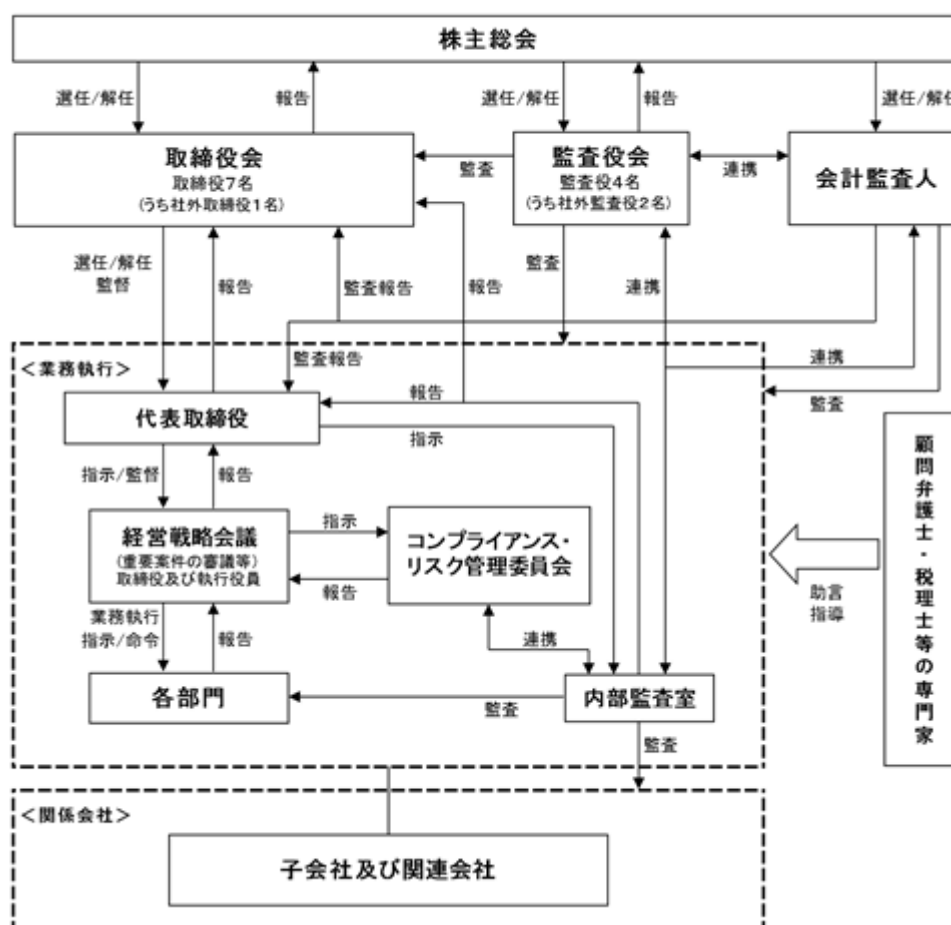 株主総会
選任/解任
報告
選任/解任
報告
選任/解任
取締役会
取締役7名
(うち社外取締役1名)
監査
監査役会
監査役4名
(うち社外監査役2名)
連携
会計監査人
選任/解任
監督
報告
監査報告
報告
監査
連携
<業務執行>
監査報告
連携
報告
監査
代表取締役
指示
指示/監督
報告
経営戦略会議
(重要案件の審議等)
取締役及び執行役員
指示
報告
コンプライアンス・
リスク管理委員会
助言
指導
顧問弁護士・税理士等の専門家
業務執行
指示/命令
報告
連携
各部門
監査
内部監査室
監査
<関係会社>
子会社及び関連会社